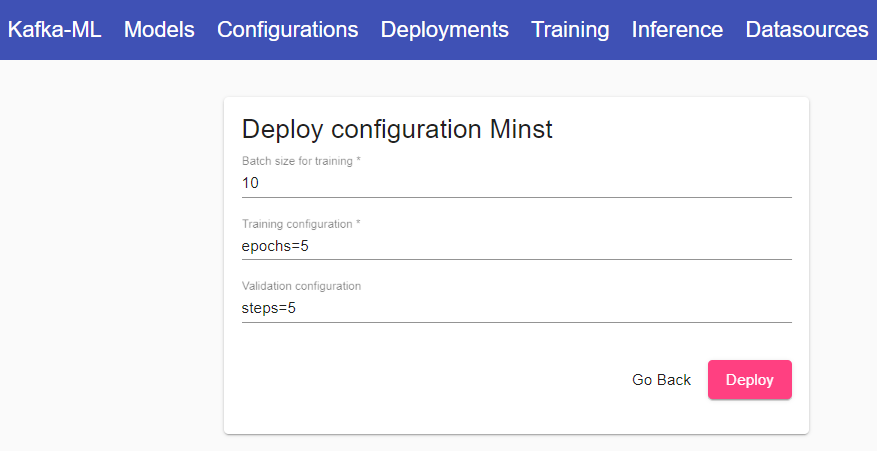 Kafka-ML Models Configurations Deployments Training Inference Datasources
Deploy configuration Minst
Batch size for training *
10
Training configuration *
epochs=5
Validation configuration
steps=5
Go Back Deploy